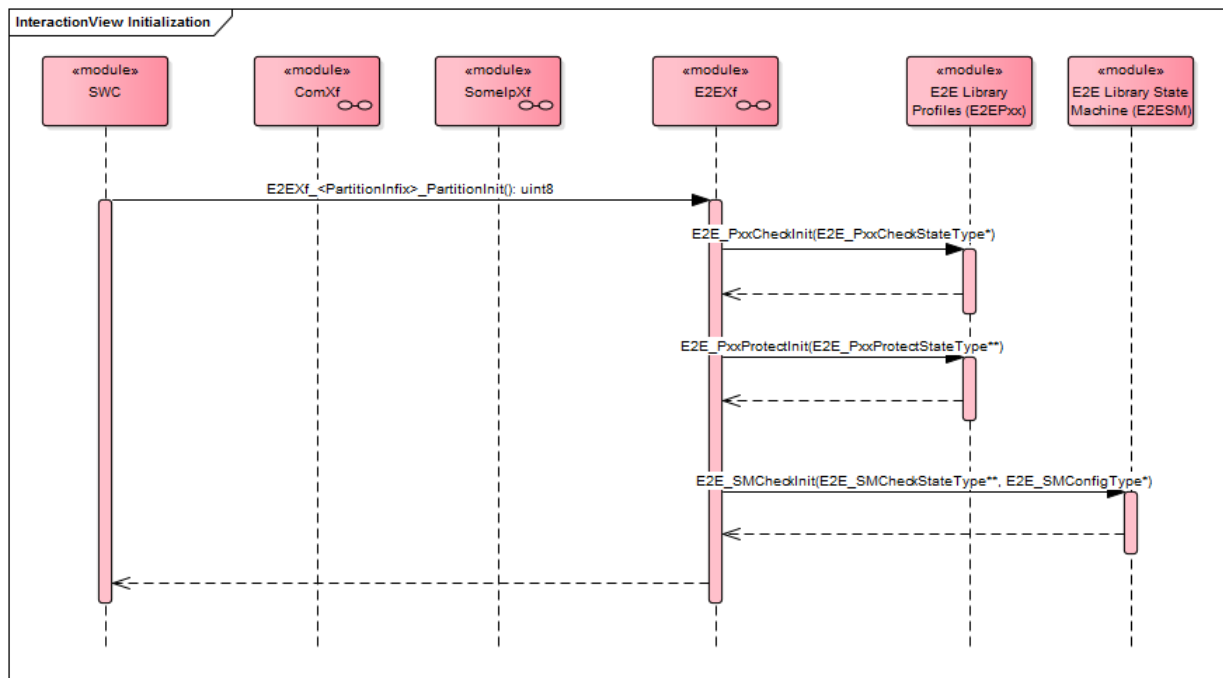 InteractionView Initialization
«module»
SWC
«module»
ComXf
«module»
SomeIpXf
«module»
E2EXf
«module»
E2E Library
Profiles (E2EPxx)
«module»
E2E Library State
Machine (E2ESM)
E2EXf_<PartitionInfix>_PartitionInit(): uint8
E2E_PxxCheckInit(E2E_PxxCheckStateType*)
E2E_PxxProtectInit(E2E_PxxProtectStateType**)
E2E_SMCheckInit(E2E_SMCheckStateType**, E2E_SMConfigType*)